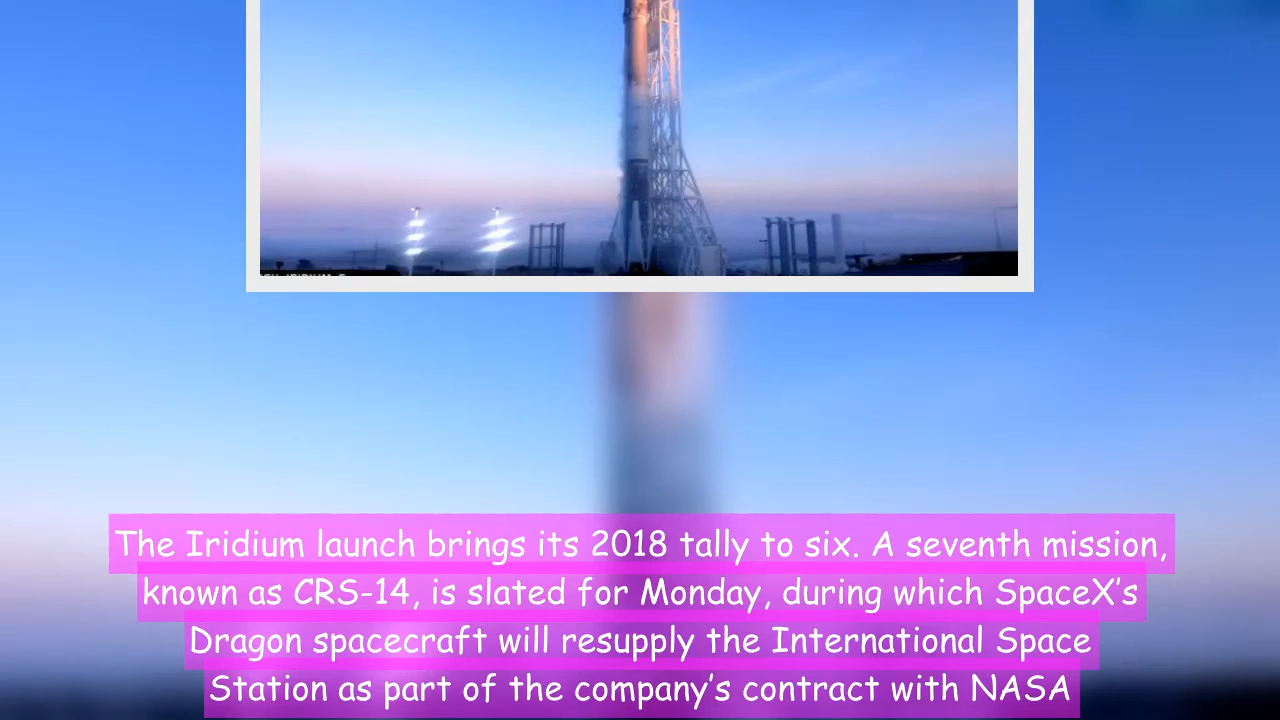 The Iridium launch brings its 2018 tally to six. A seventh mission,
known as CRS-14, is slated for Monday, during which SpaceX's
Dragon spacecraft will resupply the International Space
Station as part of the company's contract with NASA